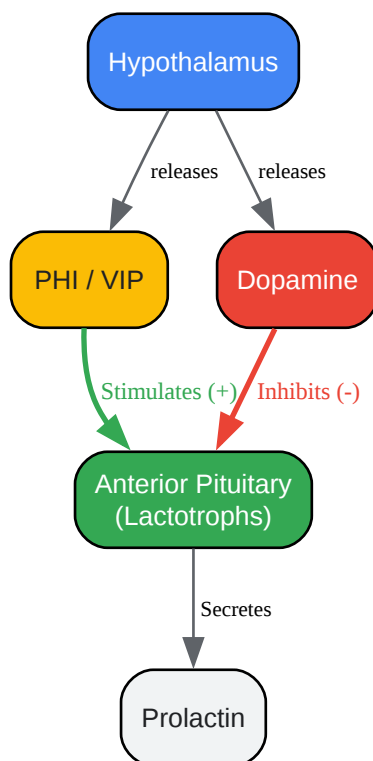 Hypothalamus
releases
releases
PHI / VIP
Dopamine
Stimulates (+)
Inhibits (-)
Anterior Pituitary
(Lactotrophs)
Secretes
Prolactin